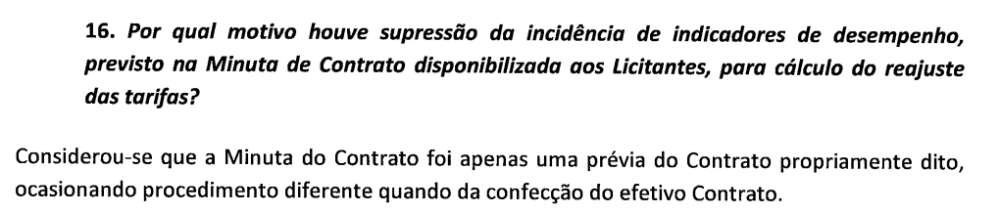 16. Por qual motivo houve supressão da incidência de indicadores de desempenho,
previsto na Minuta de Contrato disponibilizada aos Licitantes, para cálculo do reajuste
das tarifas?
Considerou-se que a Minuta do Contrato foi apenas uma prévia do Contrato propriamente dito,
ocasionando procedimento diferente quando da confecção do efetivo Contrato.